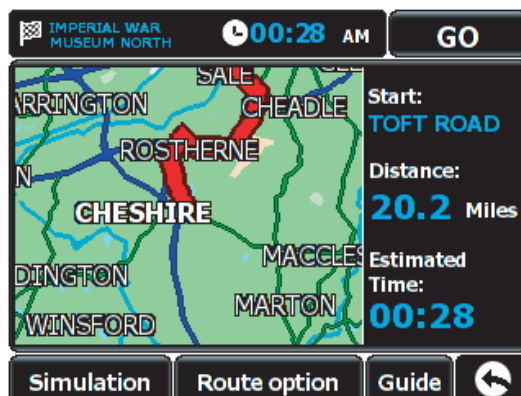 IMPERIAL WAR
MUSEUM NORTH
00:28 AM
GO
SALE
ARRINGTON
CHEADLE
ROSTHERNE
N
CHESHIRE
MACCLES
DINGTON
MARTON
WINSFORD
Start:
TOFT ROAD
Distance:
20.2 Miles
Estimated
Time:
00:28
Simulation
Route option
Guide